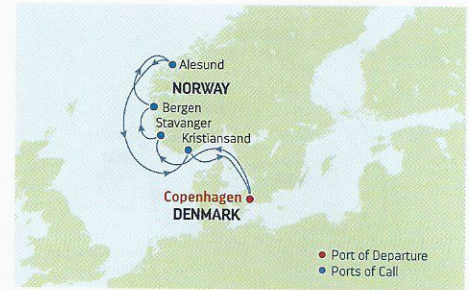 Alesund
NORWAY
Bergen
Stavanger
Kristiansand
Copenhagen
DENMARK
Port of Departure
Ports of Call